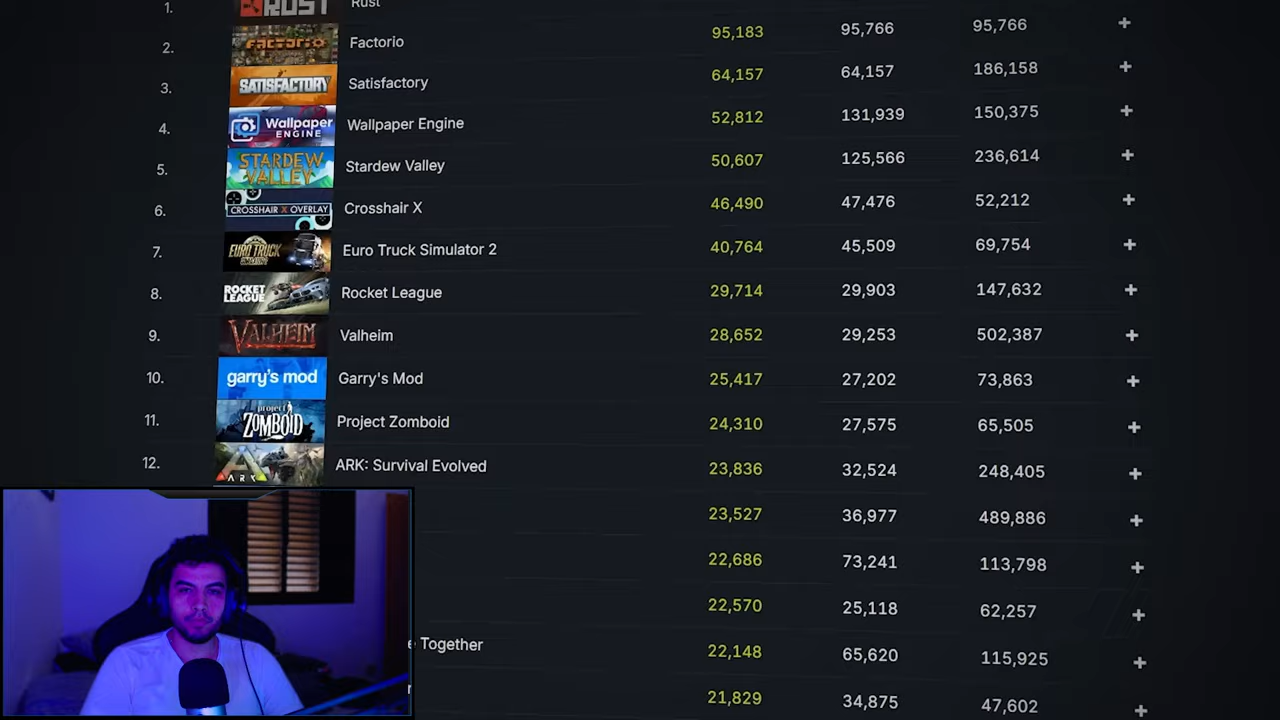 1. RUST Rust
2. FACTORIO Factorio 95,183 95,766 95,766 +
3. SATISFACTORY Satisfactory 64,157 64,157 186,158 +
4. Wallpaper ENGINE Wallpaper Engine 52,812 131,939 150,375 +
5. STARDEW VALLEY Stardew Valley 50,607 125,566 236,614 +
6. CROSSHAIR X OVERLAY Crosshair X 46,490 47,476 52,212 +
7. EURO TRUCK Euro Truck Simulator 2 40,764 45,509 69,754 +
8. ROCKET LEAGUE Rocket League 29,714 29,903 147,632 +
9. VALHEIM Valheim 28,652 29,253 502,387 +
10. garry's mod Garry's Mod 25,417 27,202 73,863 +
11. project ZOMBOID Project Zomboid 24,310 27,575 65,505 +
12. ARK ARK: Survival Evolved 23,836 32,524 248,405 +
23,527 36,977 489,886 +
22,686 73,241 113,798 +
22,570 25,118 62,257 +
e Together 22,148 65,620 115,925 +
21,829 34,875 47,602 +